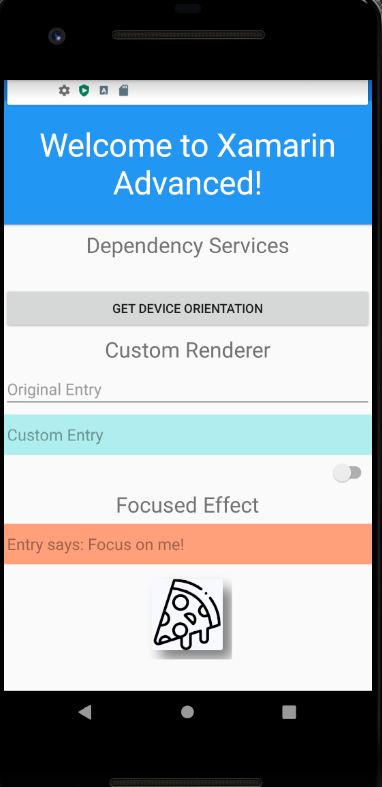 Welcome to Xamarin
Advanced!
Dependency Services
GET DEVICE ORIENTATION
Custom Renderer
Original Entry
Custom Entry
Focused Effect
Entry says: Focus on me!